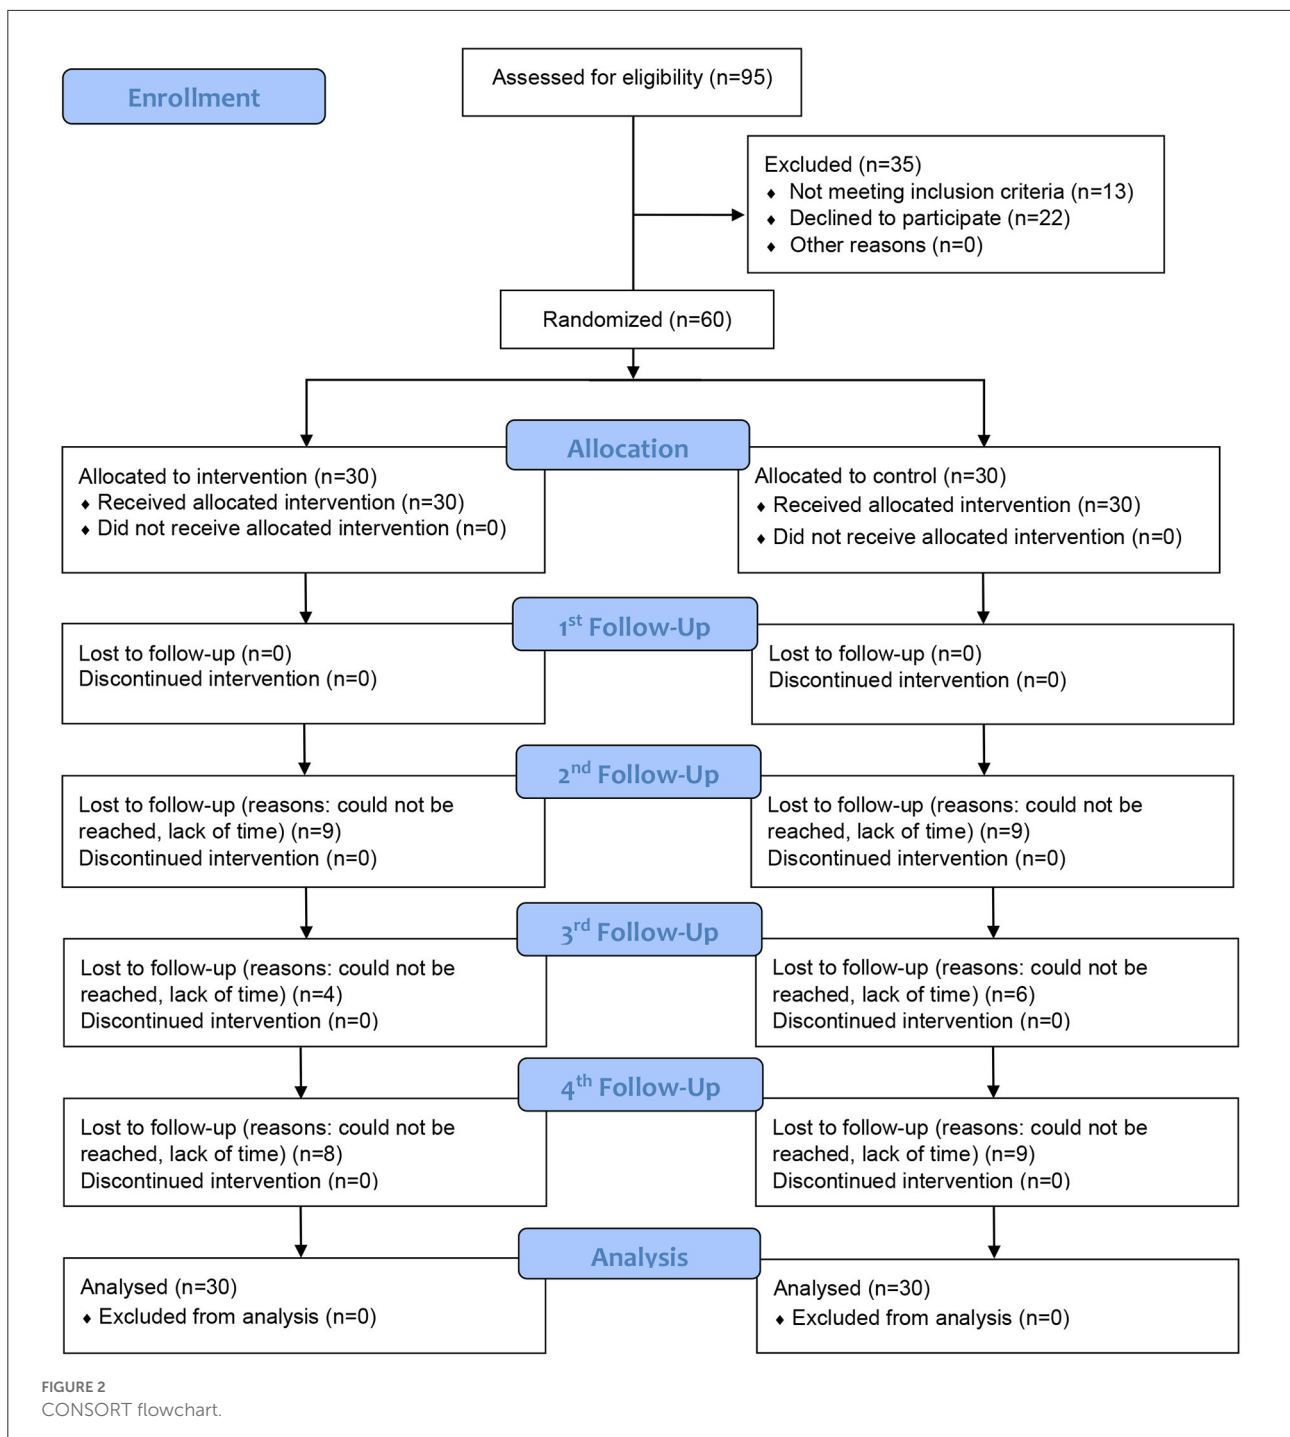 Enrollment
Assessed for eligibility (n=95)
Excluded (n=35)
♦ Not meeting inclusion criteria (n=13)
♦ Declined to participate (n=22)
♦ Other reasons (n=0)
Randomized (n=60)
Allocation
Allocated to intervention (n=30)
♦ Received allocated intervention (n=30)
♦ Did not receive allocated intervention (n=0)
Allocated to control (n=30)
♦ Received allocated intervention (n=30)
♦ Did not receive allocated intervention (n=0)
1st Follow-Up
Lost to follow-up (n=0)
Discontinued intervention (n=0)
Lost to follow-up (n=0)
Discontinued intervention (n=0)
2nd Follow-Up
Lost to follow-up (reasons: could not be
reached, lack of time) (n=9)
Discontinued intervention (n=0)
Lost to follow-up (reasons: could not be
reached, lack of time) (n=9)
Discontinued intervention (n=0)
3rd Follow-Up
Lost to follow-up (reasons: could not be
reached, lack of time) (n=4)
Discontinued intervention (n=0)
Lost to follow-up (reasons: could not be
reached, lack of time) (n=6)
Discontinued intervention (n=0)
4th Follow-Up
Lost to follow-up (reasons: could not be
reached, lack of time) (n=8)
Discontinued intervention (n=0)
Lost to follow-up (reasons: could not be
reached, lack of time) (n=9)
Discontinued intervention (n=0)
Analysis
Analysed (n=30)
♦ Excluded from analysis (n=0)
Analysed (n=30)
♦ Excluded from analysis (n=0)
FIGURE 2
CONSORT flowchart.